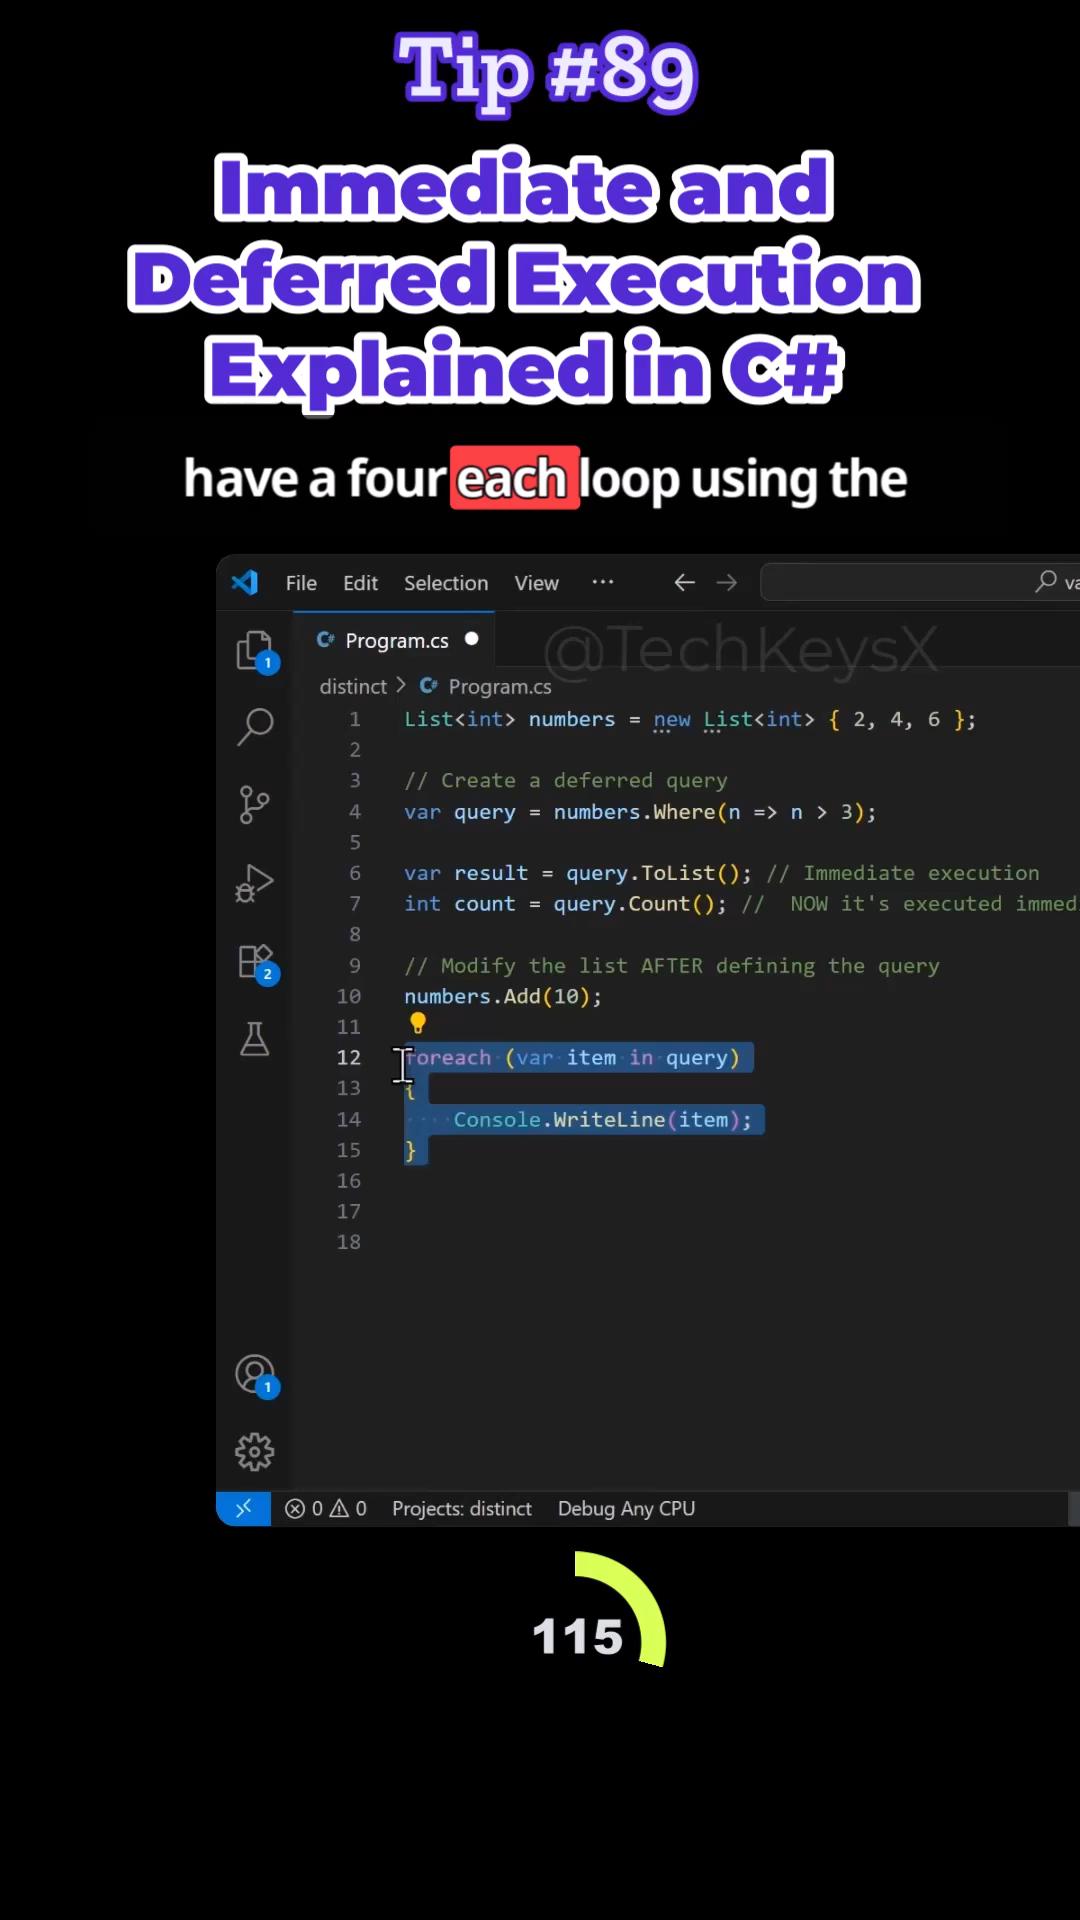 Tip #89
Immediate and
Deferred Execution
Explained in C#
have a four each loop using the
File Edit Selection View ···
Program.cs
@TechKeysX
1
distinct > Program.cs
1 List<int> numbers = new List<int> { 2, 4, 6 };
2
3 // Create a deferred query
4 var query = numbers.Where(n => n > 3);
5
6 var result = query.ToList(); // Immediate execution
7 int count = query.Count(); //  NOW it's executed
8
9 // Modify the list AFTER defining the query
2
10 numbers.Add(10);
11
12 foreach (var item in query)
13 {
14     Console.WriteLine(item);
15 }
16
17
18
1
0 0 Projects: distinct Debug Any CPU
115